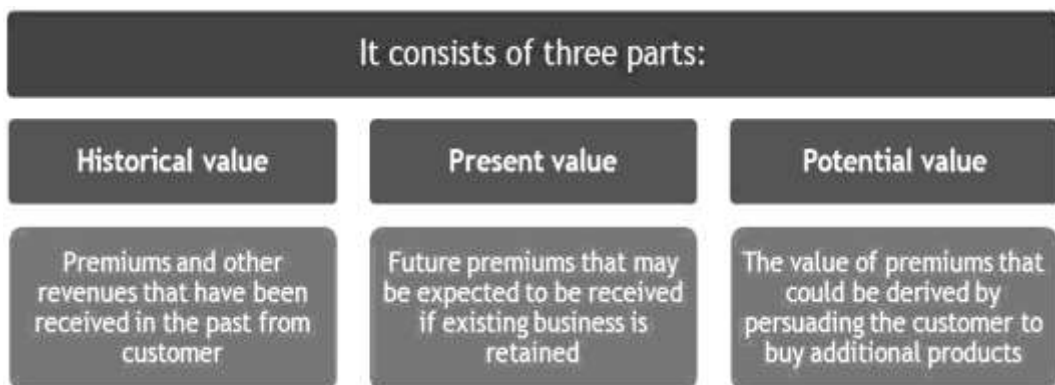 It consists of three parts:
Historical value
Present value
Potential value
Premiums and other
revenues that have been
received in the past from
customer
Future premiums that may
be expected to be received
if existing business is
retained
The value of premiums that
could be derived by
persuading the customer to
buy additional products